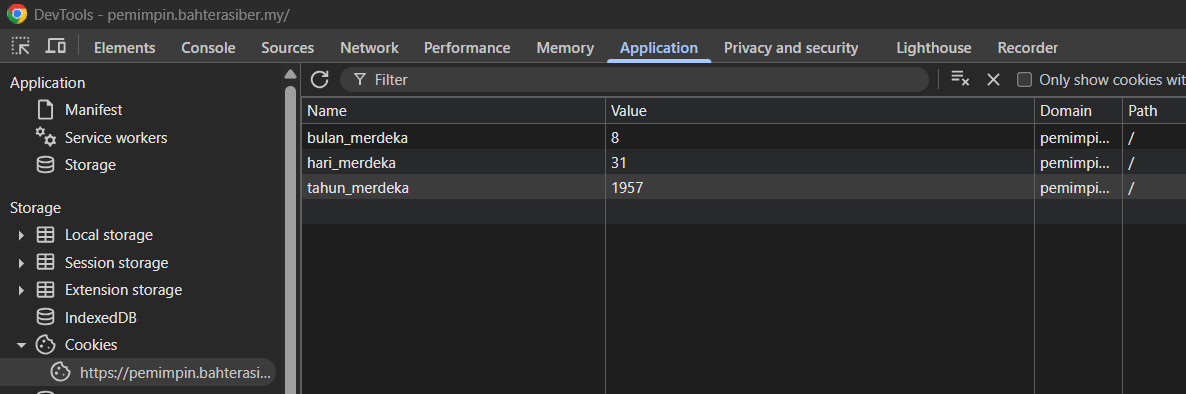 DevTools - pemimpin.bahterasiber.my/
Elements Console Sources Network Performance Memory Application Privacy and security Lighthouse Recorder
Application
Manifest
Service workers
Storage
Storage
Local storage
Session storage
Extension storage
IndexedDB
Cookies
https://pemimpin.bahterasi...
Filter Only show cookies wit
Name Value Domain Path
bulan_merdeka 8 pemimpi... /
hari_merdeka 31 pemimpi... /
tahun_merdeka 1957 pemimpi... /